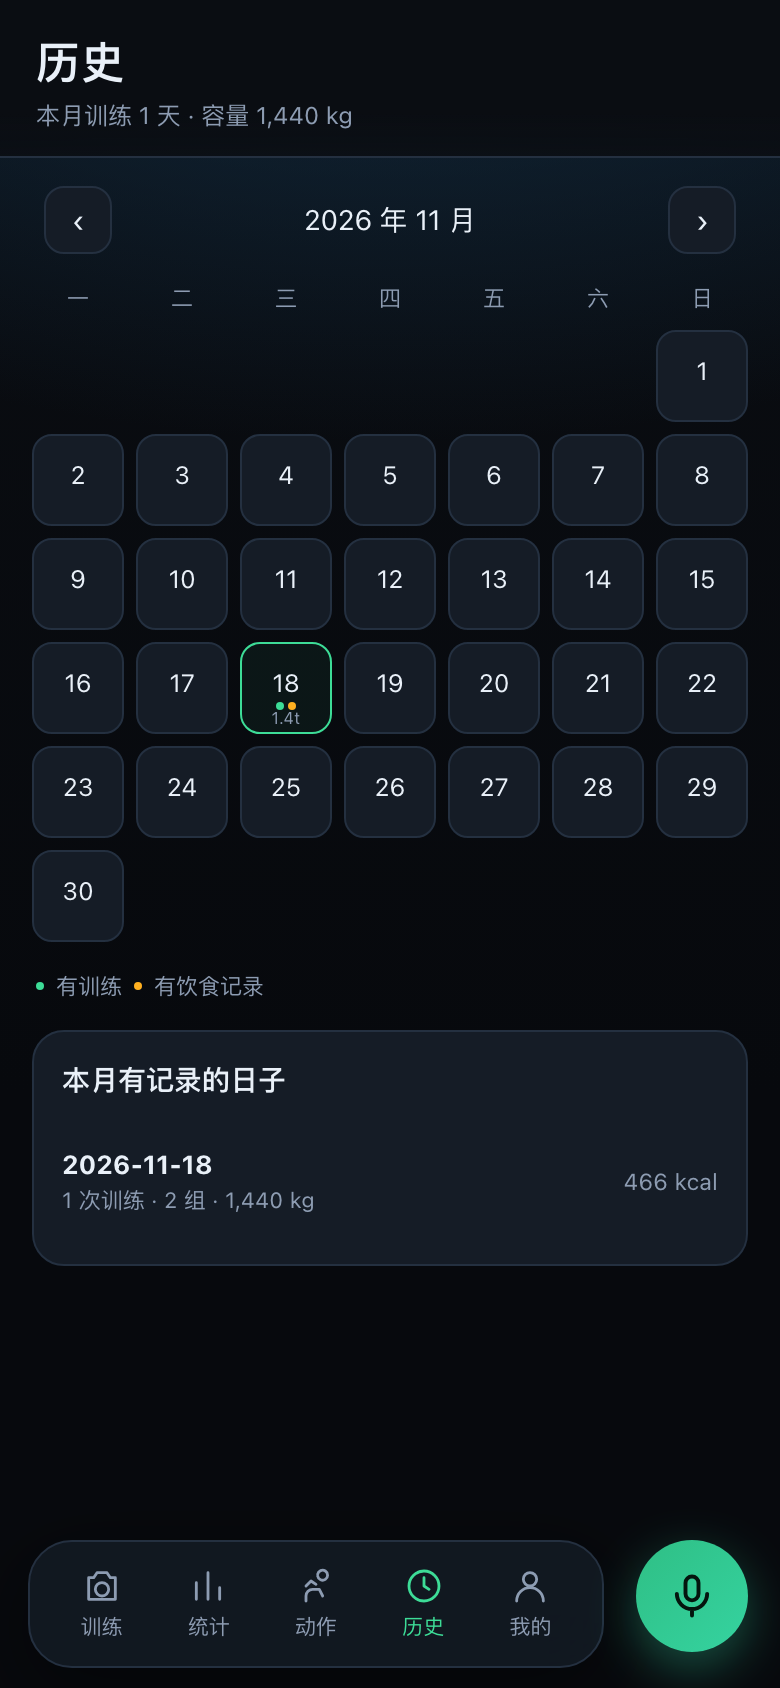 历史
本月训练 1 天 · 容量 1,440 kg
‹ 2026 年 11 月 ›
一 二 三 四 五 六 日
1
2 3 4 5 6 7 8
9 10 11 12 13 14 15
16 17 18 19 20 21 22
1.4t
23 24 25 26 27 28 29
30
有训练 有饮食记录
本月有记录的日子
2026-11-18
1 次训练 · 2 组 · 1,440 kg
466 kcal
训练 统计 动作 历史 我的